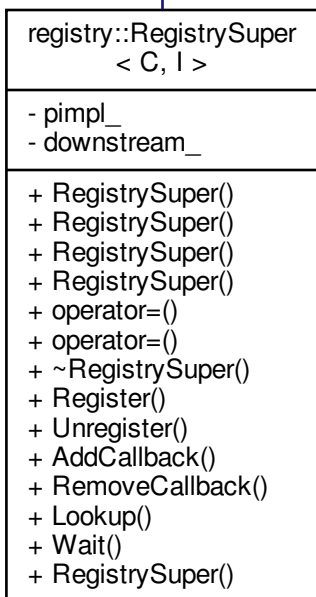 registry::RegistrySuper
< C, I >
- pimpl_
- downstream_
+ RegistrySuper()
+ RegistrySuper()
+ RegistrySuper()
+ RegistrySuper()
+ operator=()
+ operator=()
+ ~RegistrySuper()
+ Register()
+ Unregister()
+ AddCallback()
+ RemoveCallback()
+ Lookup()
+ Wait()
+ RegistrySuper()